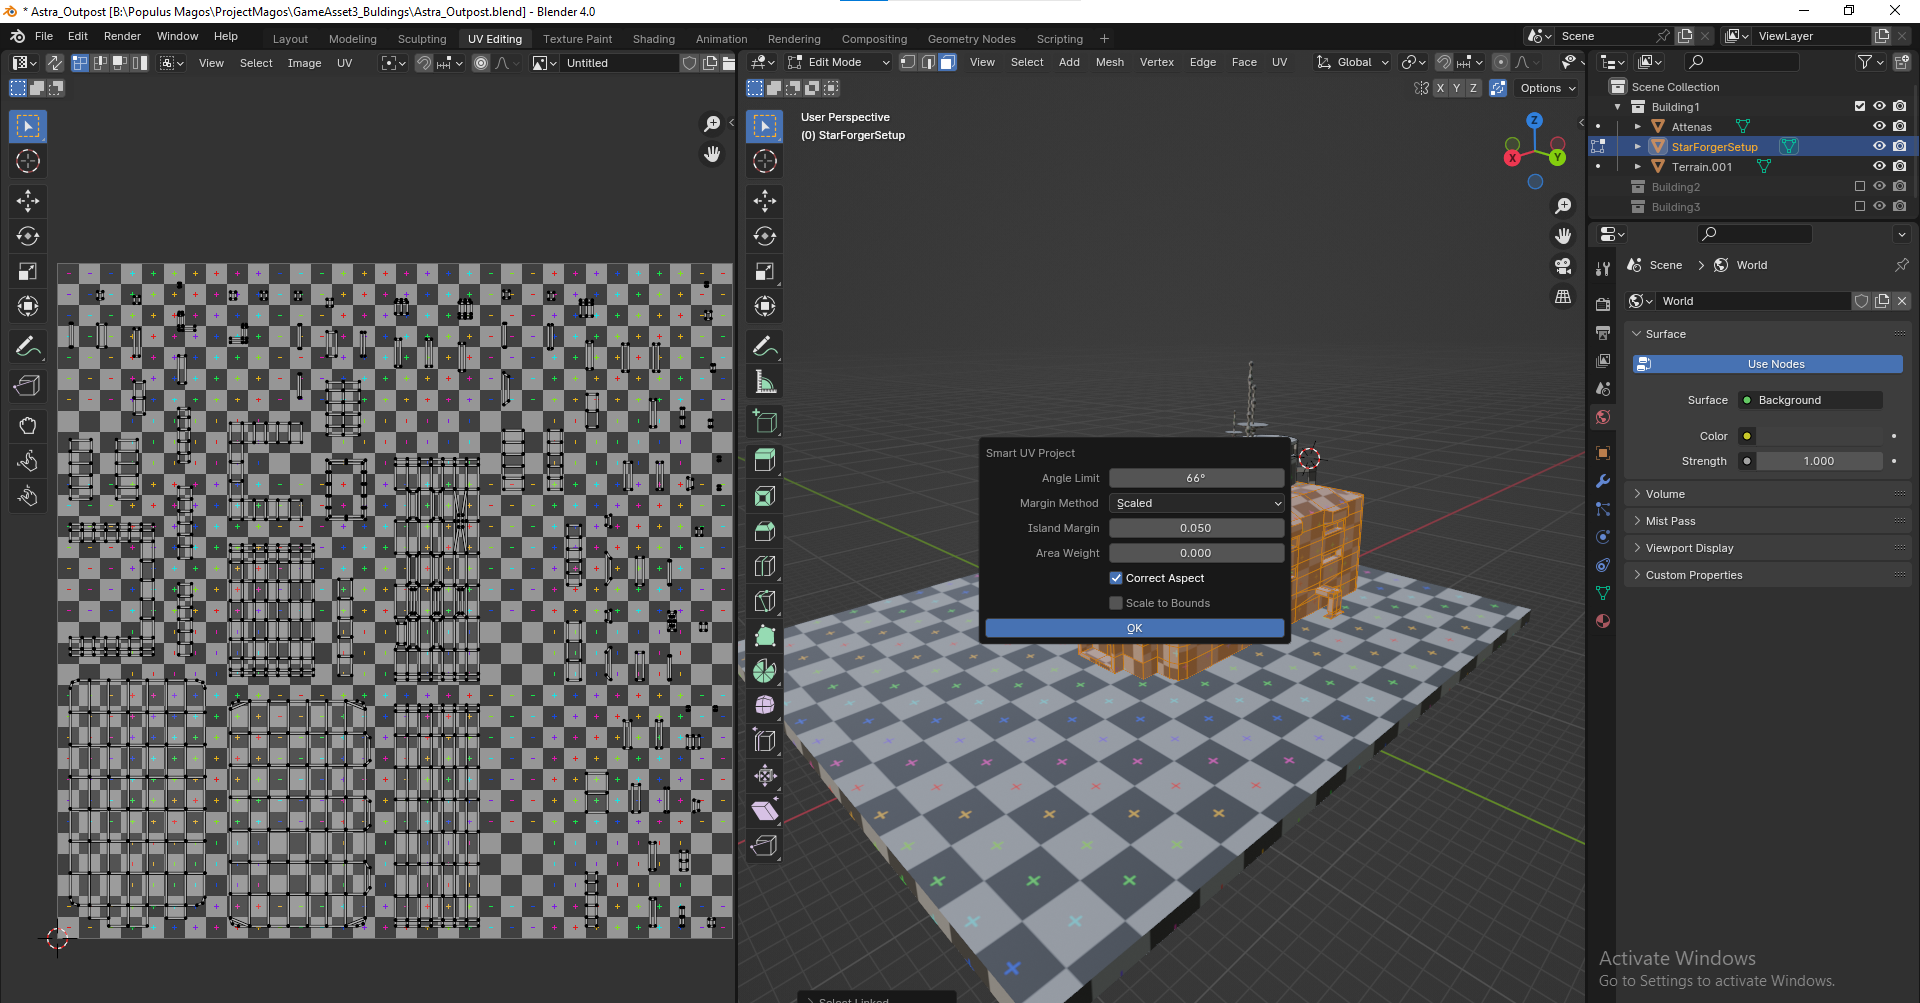 * Astra_Outpost [B:\Populus Magos\ProjectMagos\GameAsset3_Buldings\Astra_Outpost.blend] - Blender 4.0
File Edit Render Window Help Layout Modeling Sculpting UV Editing Texture Paint Shading Animation Rendering Compositing Geometry Nodes Scripting + Scene ViewLayer
View Select Image UV Untitled
Edit Mode View Select Add Mesh Vertex Edge Face UV Global
X Y Z Options
User Perspective
(0) StarForgerSetup
Z
X Y
Smart UV Project
Angle Limit 66°
Margin Method Scaled
Island Margin 0.050
Area Weight 0.000
Correct Aspect
Scale to Bounds
OK
Select Linked
Scene Collection
Building1
Attenas
StarForgerSetup
Terrain.001
Building2
Building3
Scene World
World
Surface
Use Nodes
Surface Background
Color
Strength 1.000
Volume
Mist Pass
Viewport Display
Custom Properties
Activate Windows
Go to Settings to activate Windows.